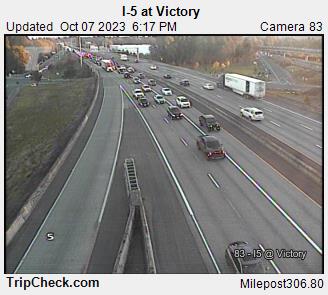 I-5 at Victory
Updated Oct 07 2023 6:17 PM Camera 83
S
83 - I5 @ Victory
TripCheck.com Milepost306.80